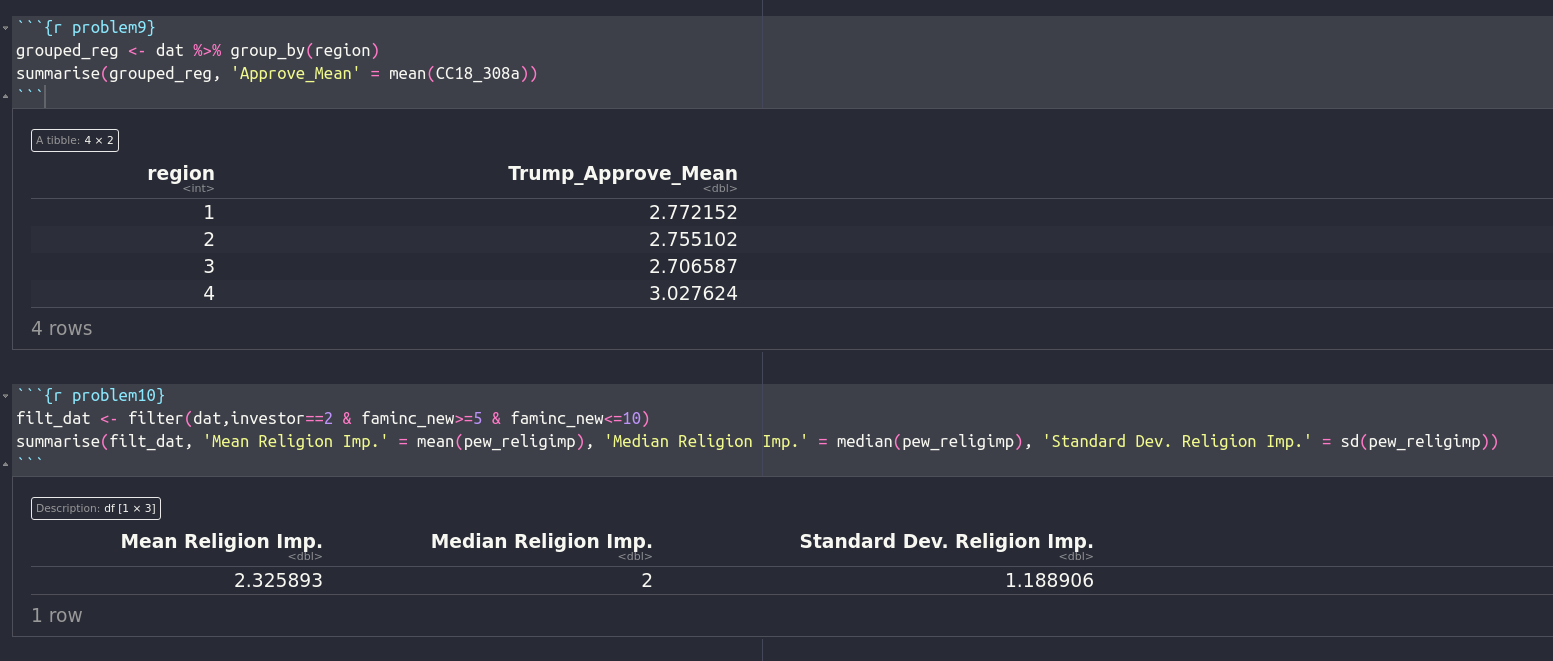 ```{r problem9}
grouped_reg <- dat %>% group_by(region)
summarise(grouped_reg, 'Approve_Mean' = mean(CC18_308a))
```
A tibble: 4 × 2
region Trump_Approve_Mean
<int> <dbl>
1 2.772152
2 2.755102
3 2.706587
4 3.027624
4 rows
```{r problem10}
filt_dat <- filter(dat,investor==2 & faminc_new>=5 & faminc_new<=10)
summarise(filt_dat, 'Mean Religion Imp.' = mean(pew_religimp), 'Median Religion Imp.' = median(pew_religimp), 'Standard Dev. Religion Imp.' = sd(pew_religimp))
```
Description: df [1 × 3]
Mean Religion Imp. Median Religion Imp. Standard Dev. Religion Imp.
<dbl> <dbl> <dbl>
2.325893 2 1.188906
1 row